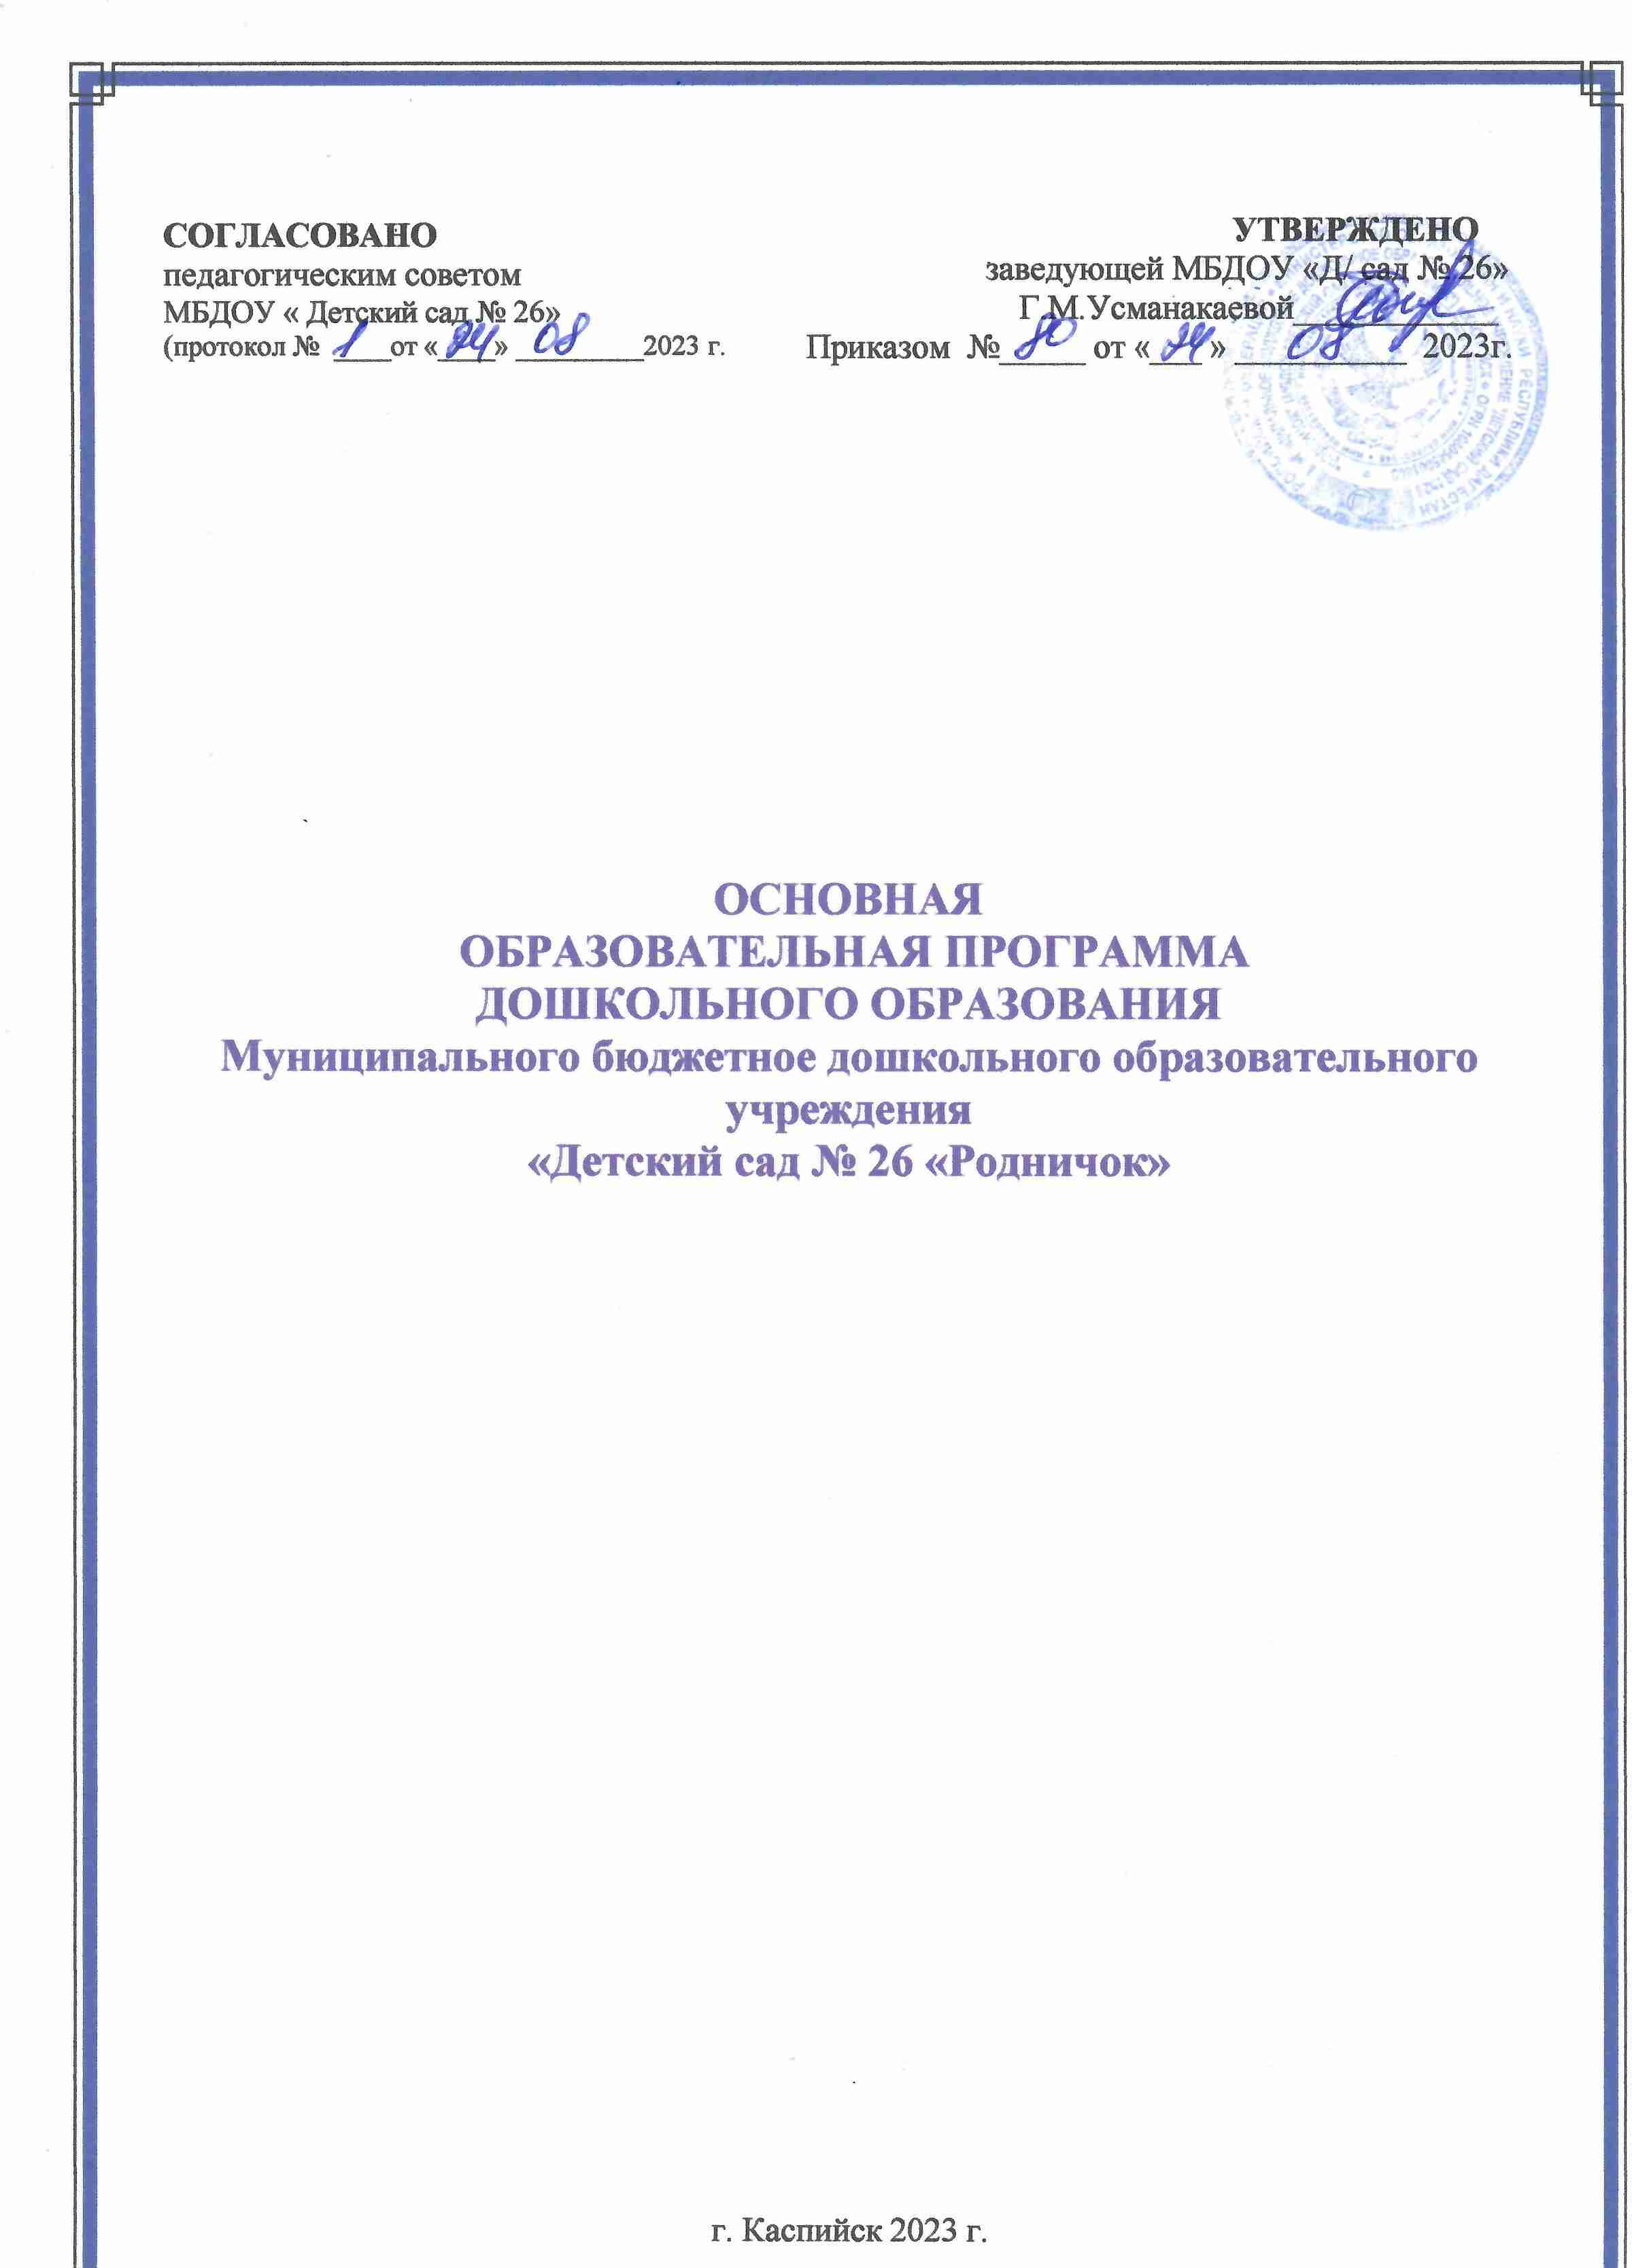 СОГЛАСОВАНО
педагогическим советом
МБДОУ « Детский сад № 26»
(протокол № 1 от « 24 » 08 2023 г.
УТВЕРЖДЕНО
заведующей МБДОУ «Д/ сад № 26»
Г.М.Усманакаевой
Приказом № 80 от « 24 » 08 2023г.
РЕСПУБЛИКИ ДАГЕСТАН
ОСНОВНАЯ
ОБРАЗОВАТЕЛЬНАЯ ПРОГРАММА
ДОШКОЛЬНОГО ОБРАЗОВАНИЯ
Муниципального бюджетное дошкольного образовательного
учреждения
«Детский сад № 26 «Родничок»
г. Каспийск 2023 г.